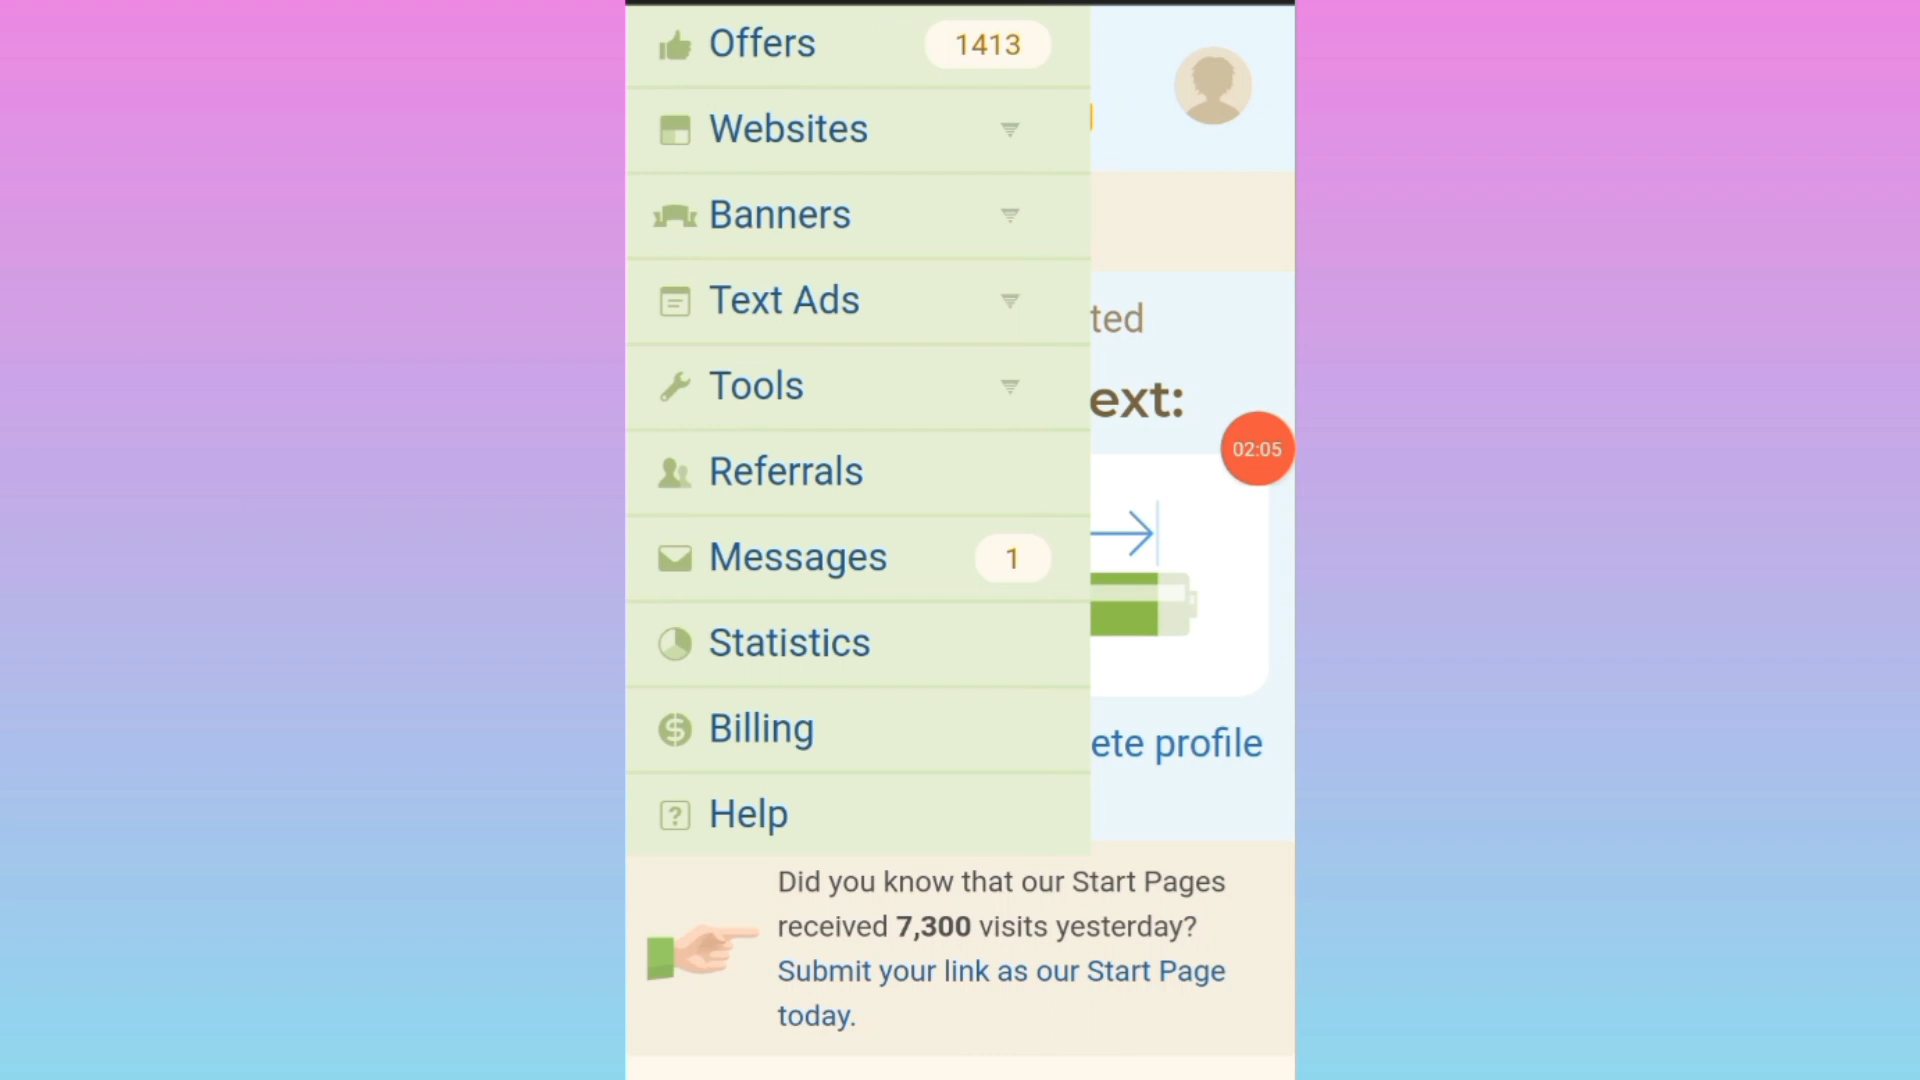 Offers 1413
Websites
Banners
Text Ads
ted
Tools
ext:
02:05
Referrals
Messages 1
Statistics
Billing
ete profile
Help
Did you know that our Start Pages
received 7,300 visits yesterday?
Submit your link as our Start Page
today.